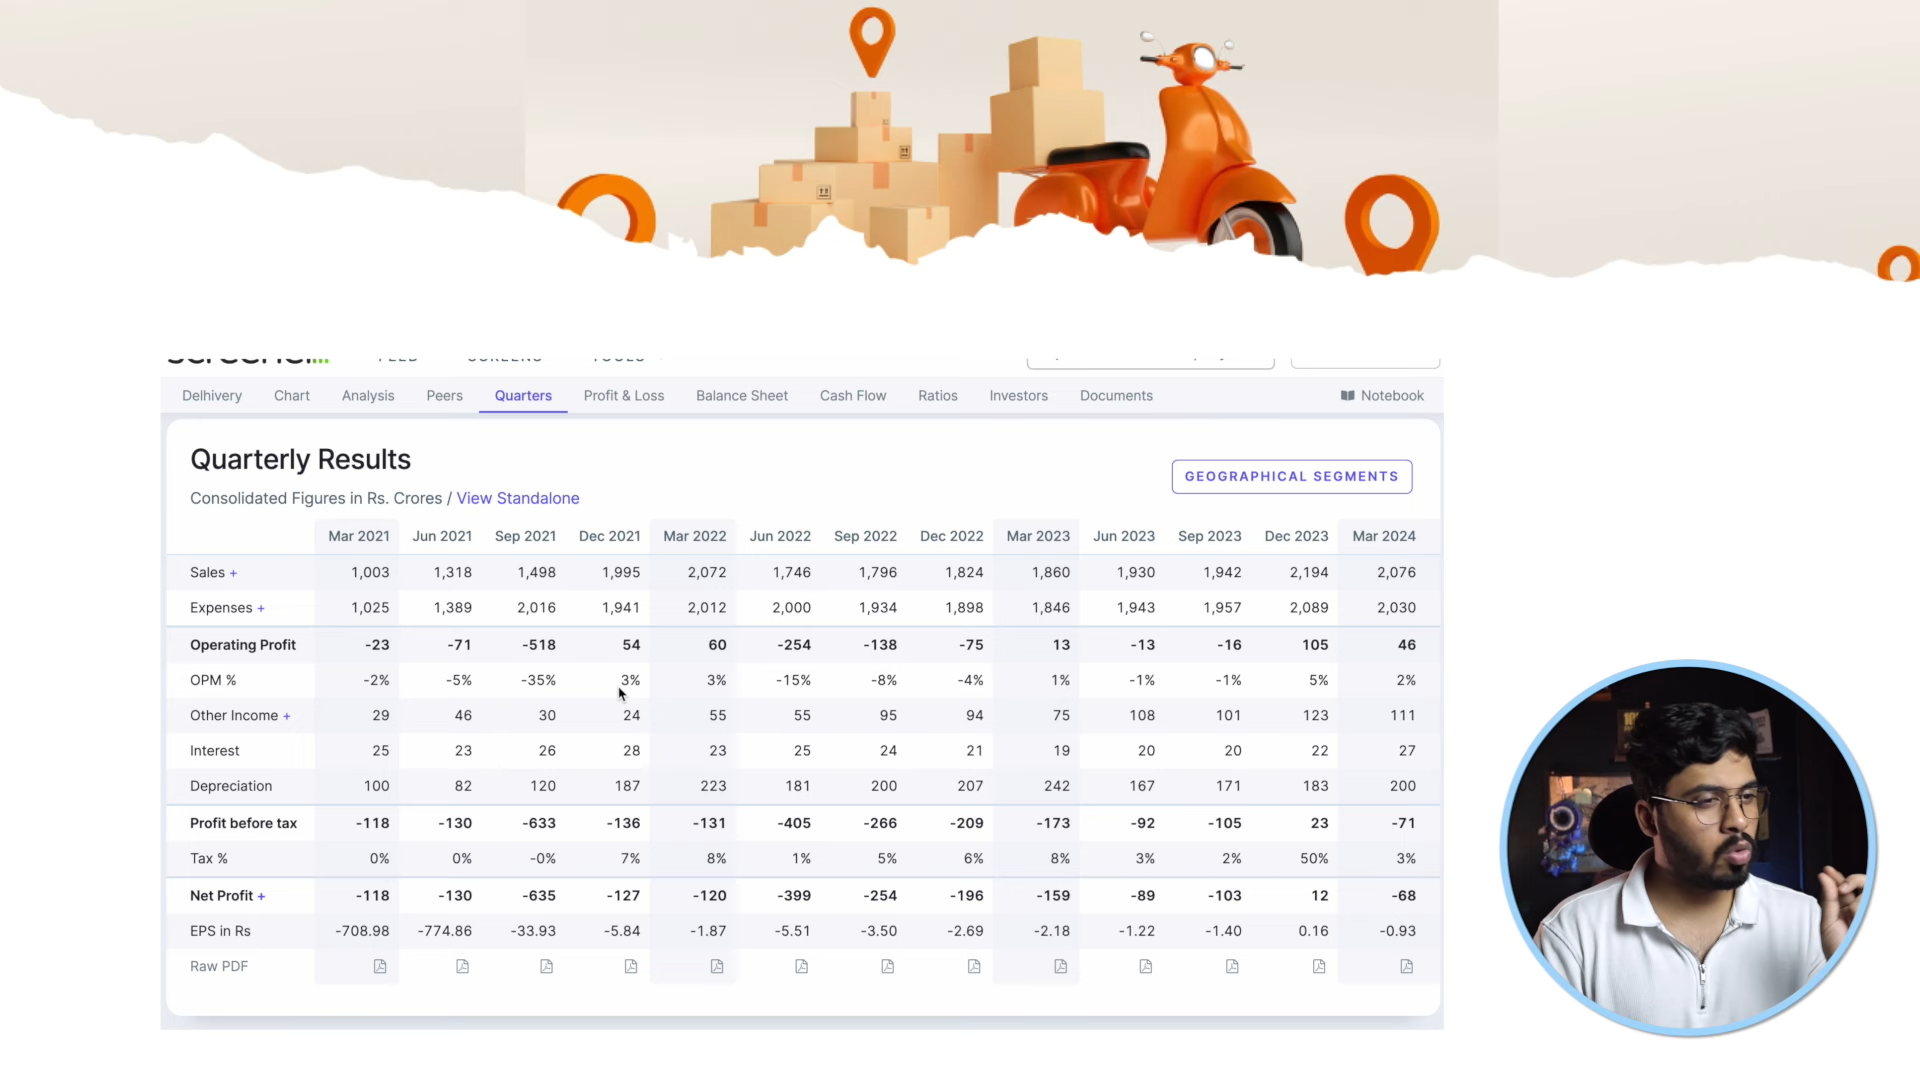 Delhivery Chart Analysis Peers Quarters Profit & Loss Balance Sheet Cash Flow Ratios Investors Documents Notebook
Quarterly Results
GEOGRAPHICAL SEGMENTS
Consolidated Figures in Rs. Crores / View Standalone
Mar 2021 Jun 2021 Sep 2021 Dec 2021 Mar 2022 Jun 2022 Sep 2022 Dec 2022 Mar 2023 Jun 2023 Sep 2023 Dec 2023 Mar 2024
Sales + 1,003 1,318 1,498 1,995 2,072 1,746 1,796 1,824 1,860 1,930 1,942 2,194 2,076
Expenses + 1,025 1,389 2,016 1,941 2,012 2,000 1,934 1,898 1,846 1,943 1,957 2,089 2,030
Operating Profit -23 -71 -518 54 60 -254 -138 -75 13 -13 -16 105 46
OPM % -2% -5% -35% 3% 3% -15% -8% -4% 1% -1% -1% 5% 2%
Other Income + 29 46 30 24 55 55 95 94 75 108 101 123 111
Interest 25 23 26 28 23 25 24 21 19 20 20 22 27
Depreciation 100 82 120 187 223 181 200 207 242 167 171 183 200
Profit before tax -118 -130 -633 -136 -131 -405 -266 -209 -173 -92 -105 23 -71
Tax % 0% 0% -0% 7% 8% 1% 5% 6% 8% 3% 2% 50% 3%
Net Profit + -118 -130 -635 -127 -120 -399 -254 -196 -159 -89 -103 12 -68
EPS in Rs -708.98 -774.86 -33.93 -5.84 -1.87 -5.51 -3.50 -2.69 -2.18 -1.22 -1.40 0.16 -0.93
Raw PDF